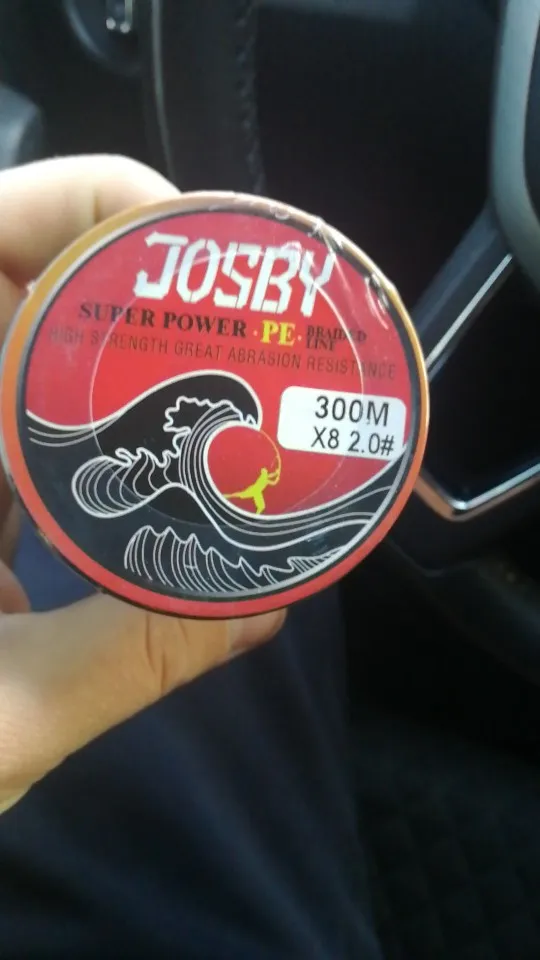 JOSBY
SUPER POWER · PE · BRAIDED LINE
HIGH STRENGTH GREAT ABRASION RESISTANCE
300M
X8 2.0#